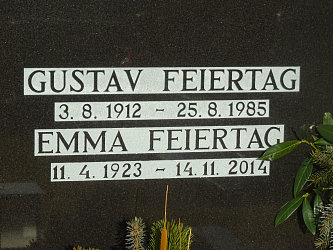 GUSTAV FEIERTAG
3. 8. 1912 - 25. 8. 1985
EMMA FEIERTAG
11. 4. 1923 - 14. 11. 2014